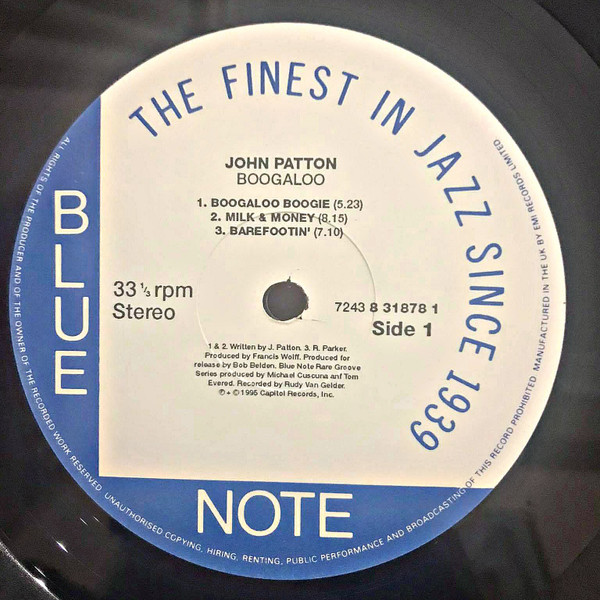 THE FINEST IN JAZZ SINCE 1939
JOHN PATTON
BOOGALOO
1. BOOGALOO BOOGIE (5.23)
2. MILK & MONEY (8.15)
3. BAREFOOTIN' (7.10)
33 ⅓ rpm
Stereo
7243 8 31878 1
Side 1
1 & 2. Written by J. Patton. 3. R. Parker.
Produced by Francis Wolff. Produced for
release by Bob Belden. Blue Note Rare Groove
Series produced by Michael Cuscuna anf Tom
Evered. Recorded by Rudy Van Gelder.
℗ + © 1995 Capitol Records, Inc.
BLUE
NOTE
ALL RIGHTS OF THE PRODUCER AND OF THE OWNER OF THE RECORDED WORK RESERVED. UNAUTHORISED COPYING, HIRING, RENTING, PUBLIC PERFORMANCE AND BROADCASTING OF THIS RECORD PROHIBITED. MANUFACTURED IN THE UK BY EMI RECORDS LIMITED